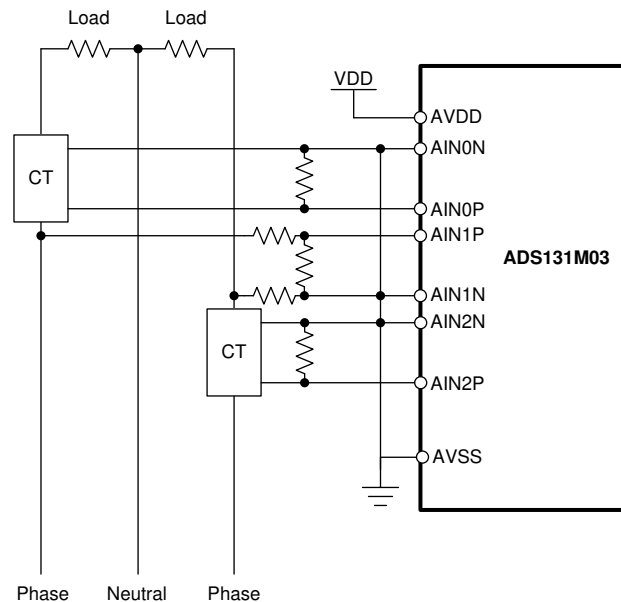 Load
Load
VDD
AVDD
AIN0N
CT
AIN0P
AIN1P
ADS131M03
AIN1N
AIN2N
CT
AIN2P
AVSS
Phase
Neutral
Phase